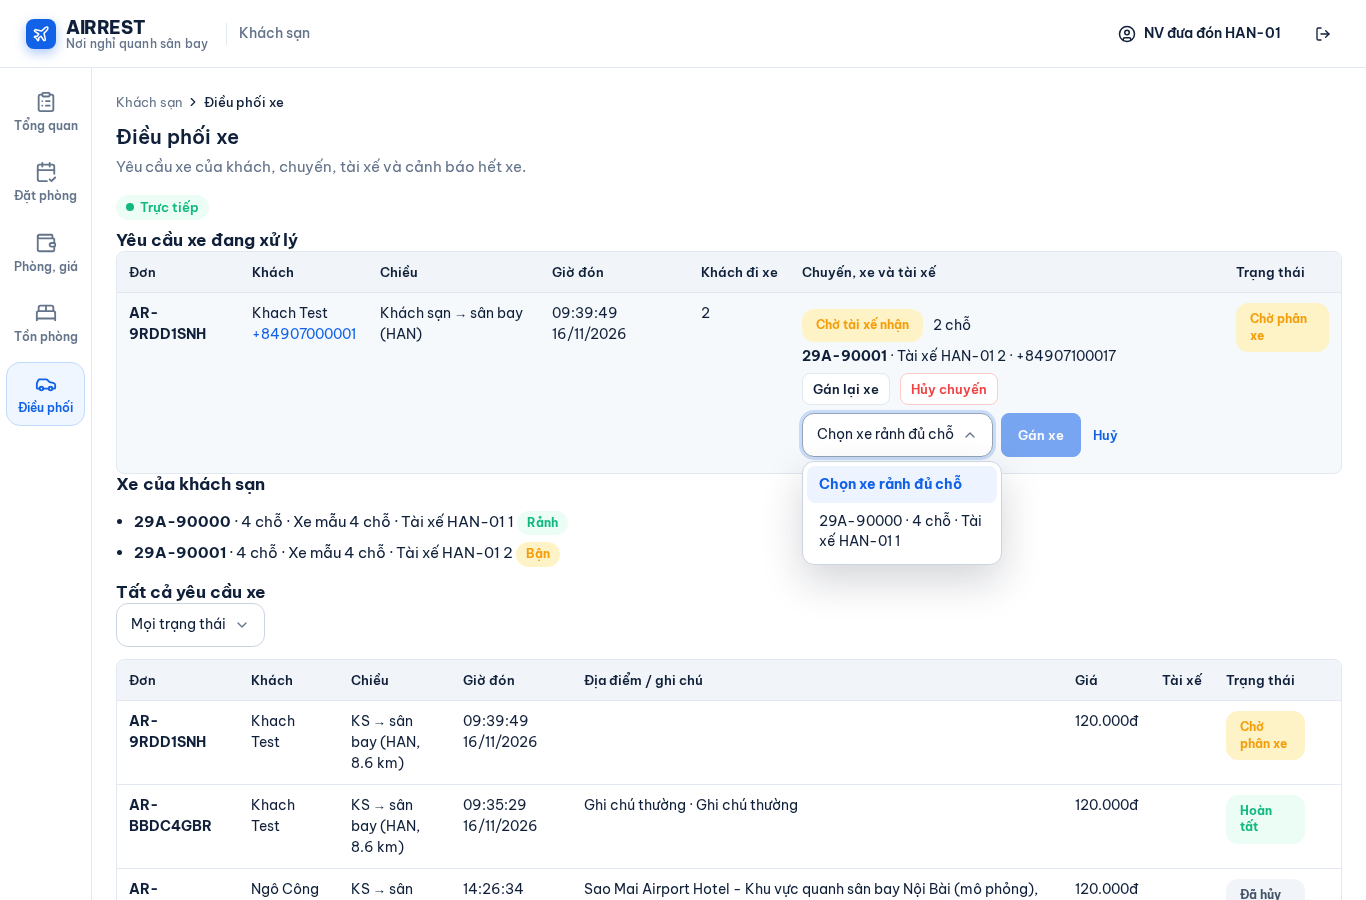 AIRREST
Nơi nghỉ quanh sân bay
Khách sạn
NV đưa đón HAN-01
Tổng quan
Đặt phòng
Phòng, giá
Tồn phòng
Điều phối
Khách sạn > Điều phối xe
Điều phối xe
Yêu cầu xe của khách, chuyến, tài xế và cảnh báo hết xe.
Trực tiếp
Yêu cầu xe đang xử lý
Đơn Khách Chiều Giờ đón Khách đi xe Chuyến, xe và tài xế Trạng thái
AR-
9RDD1SNH
Khach Test
+84907000001
Khách sạn → sân bay
(HAN)
09:39:49
16/11/2026
2
Chờ tài xế nhận 2 chỗ
29A-90001 · Tài xế HAN-01 2 · +84907100017
Gán lại xe Hủy chuyến
Chọn xe rảnh đủ chỗ Gán xe Huỷ
Chọn xe rảnh đủ chỗ
29A-90000 · 4 chỗ · Tài
xế HAN-01 1
Chờ phân
xe
Xe của khách sạn
• 29A-90000 · 4 chỗ · Xe mẫu 4 chỗ · Tài xế HAN-01 1 Rảnh
• 29A-90001 · 4 chỗ · Xe mẫu 4 chỗ · Tài xế HAN-01 2 Bận
Tất cả yêu cầu xe
Mọi trạng thái
Đơn Khách Chiều Giờ đón Địa điểm / ghi chú Giá Tài xế Trạng thái
AR-
9RDD1SNH
Khach
Test
KS → sân
bay (HAN,
8.6 km)
09:39:49
16/11/2026
120.000đ
Chờ
phân xe
AR-
BBDC4GBR
Khach
Test
KS → sân
bay (HAN,
8.6 km)
09:35:29
16/11/2026
Ghi chú thường · Ghi chú thường
120.000đ
Hoàn
tất
AR-
Ngô Công
KS → sân
14:26:34
Sao Mai Airport Hotel - Khu vực quanh sân bay Nội Bài (mô phỏng),
120.000đ
Đã hủy